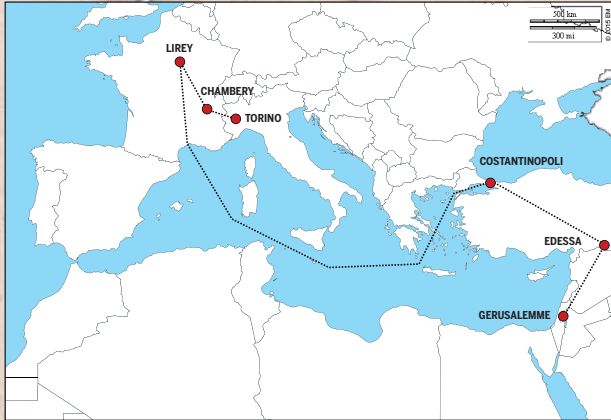 500 km
300 mi
© 2015 EM
LIREY
CHAMBERY
TORINO
COSTANTINOPOLI
EDESSA
GERUSALEMME